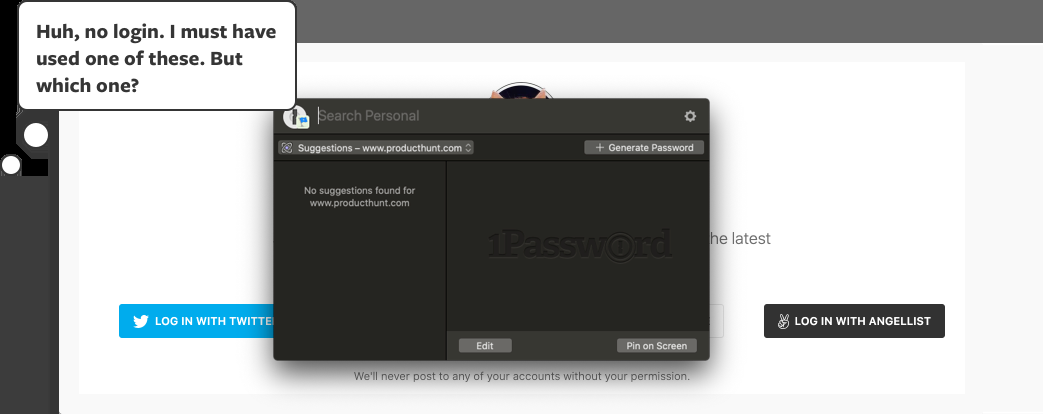 Huh, no login. I must have
used one of these. But
which one?
Search Personal
Suggestions – www.producthunt.com
+ Generate Password
No suggestions found for
www.producthunt.com
1Password
he latest
LOG IN WITH TWITTE
LOG IN WITH ANGELLIST
Edit
Pin on Screen
We'll never post to any of your accounts without your permission.